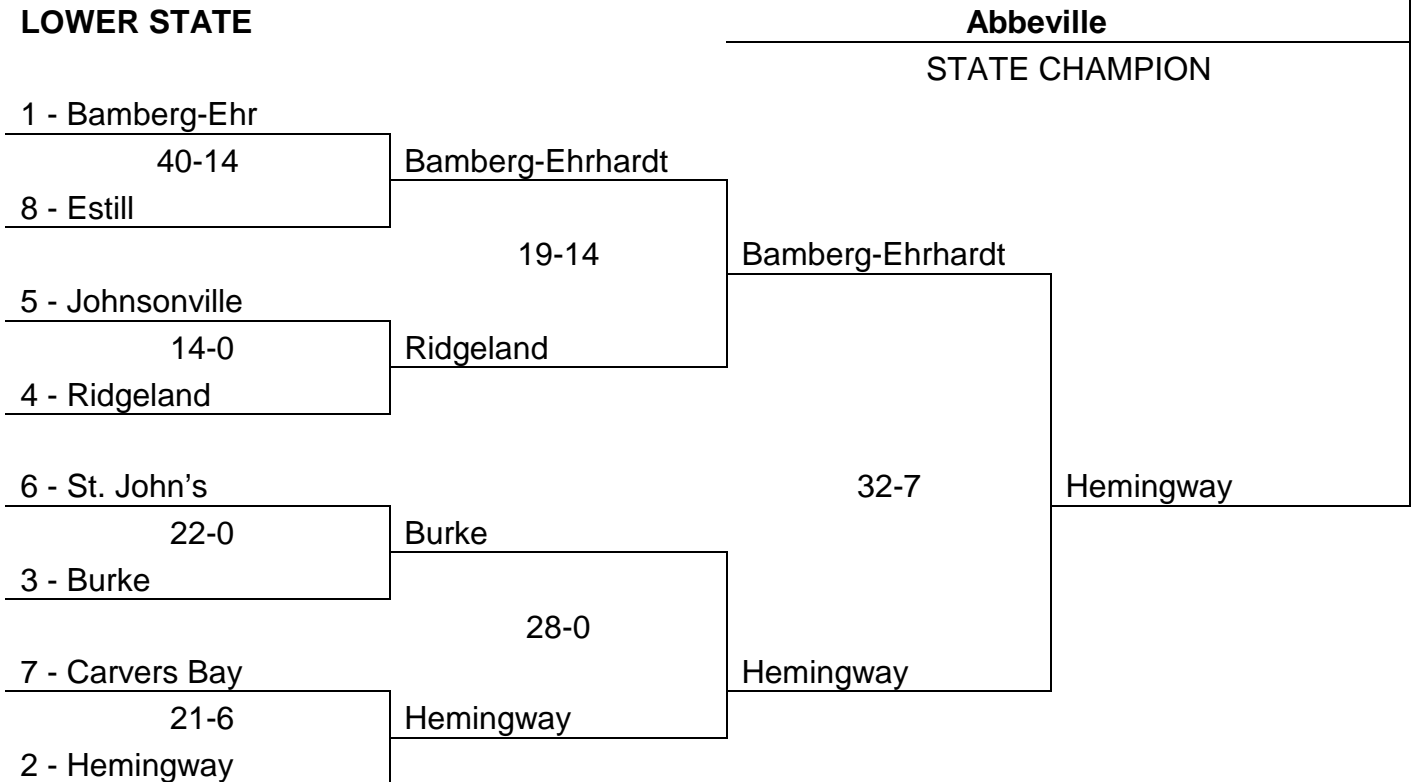 LOWER STATE
Abbeville
STATE CHAMPION
1 - Bamberg-Ehr
40-14
Bamberg-Ehrhardt
8 - Estill
19-14
Bamberg-Ehrhardt
5 - Johnsonville
14-0
Ridgeland
4 - Ridgeland
6 - St. John’s
32-7
Hemingway
22-0
Burke
3 - Burke
28-0
7 - Carvers Bay
Hemingway
21-6
Hemingway
2 - Hemingway